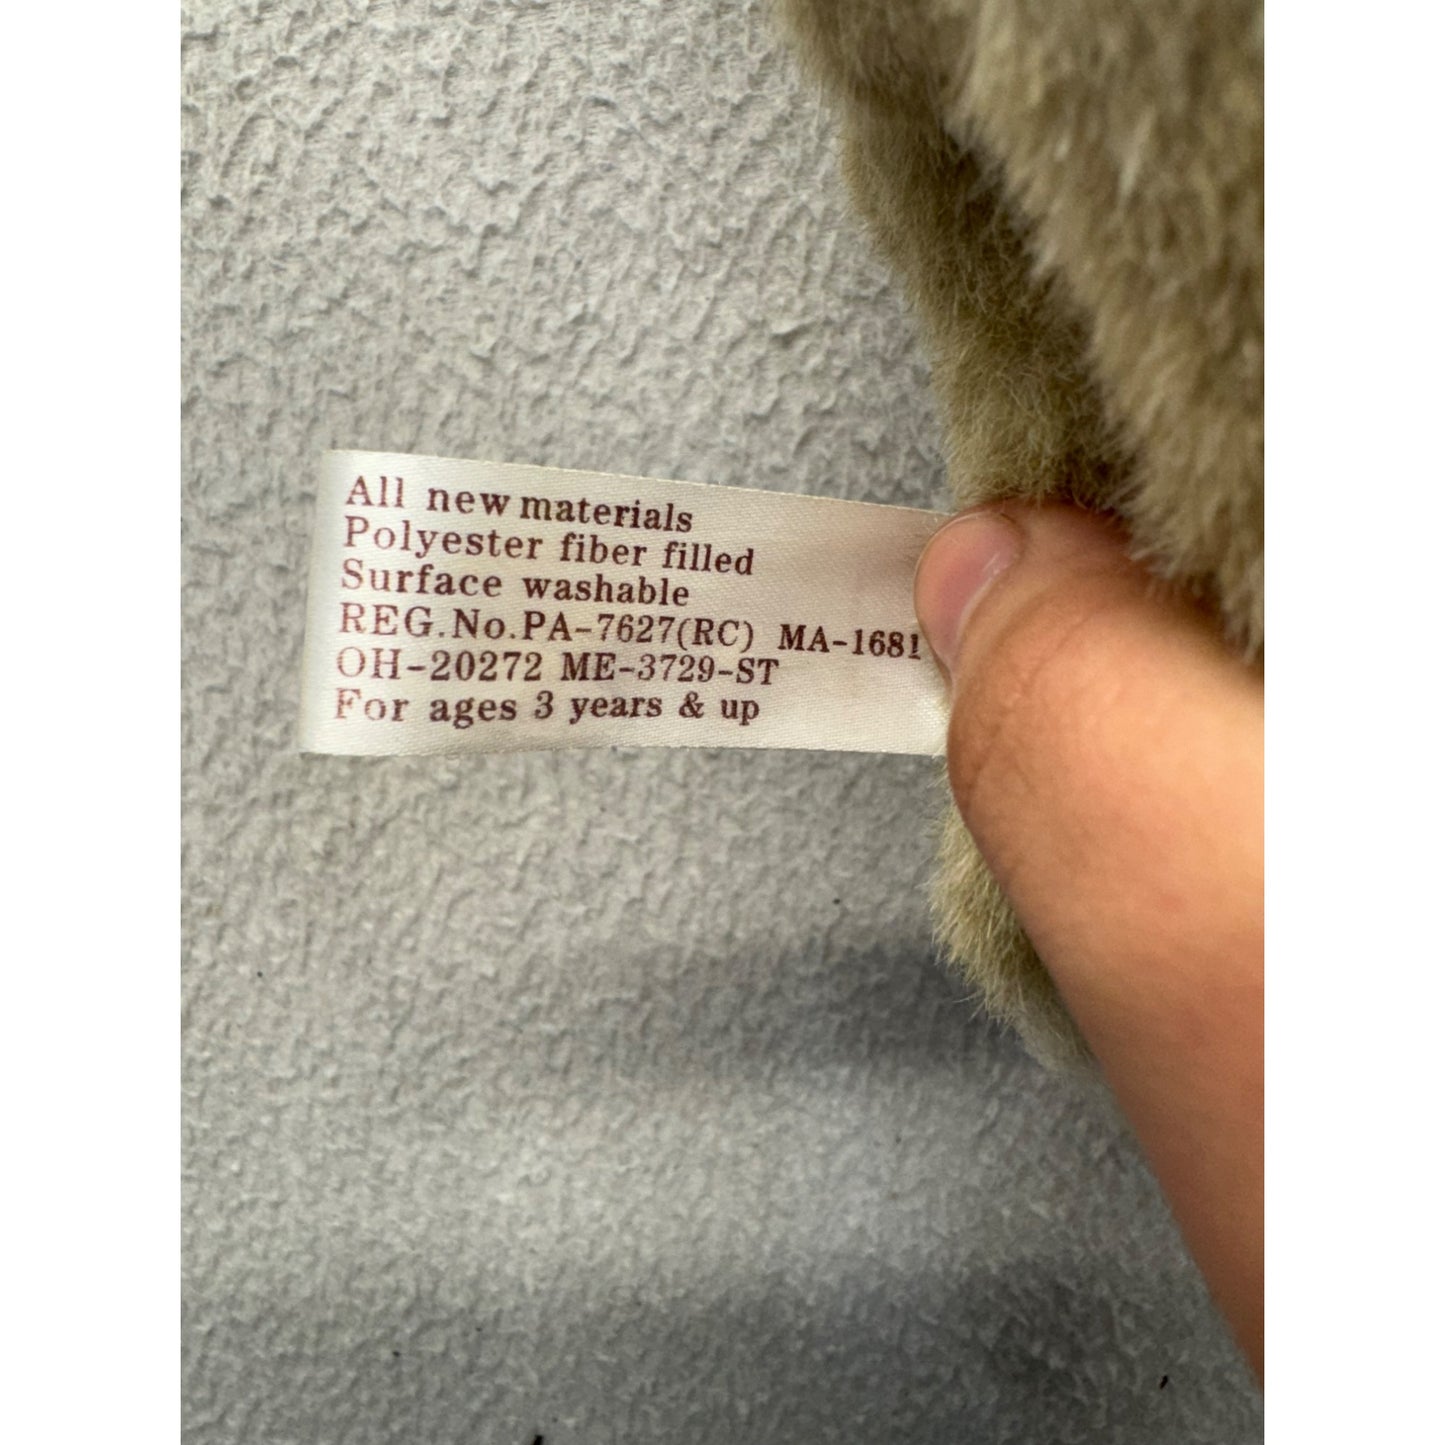 All new materials
Polyester fiber filled
Surface washable
REG.No.PA-7627(RC) MA-1681
OH-20272 ME-3729-ST
For ages 3 years & up